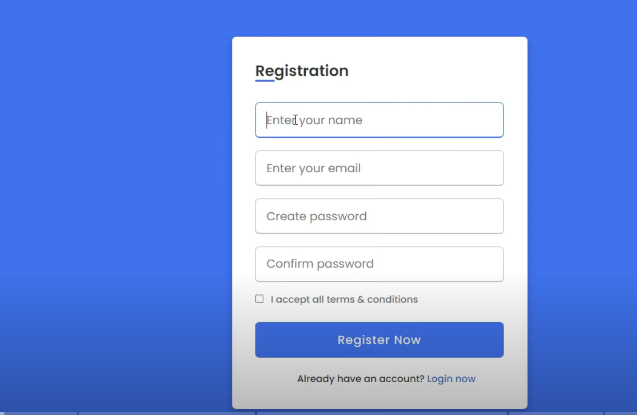 Registration
Enter your name
Enter your email
Create password
Confirm password
I accept all terms & conditions
Register Now
Already have an account? Login now